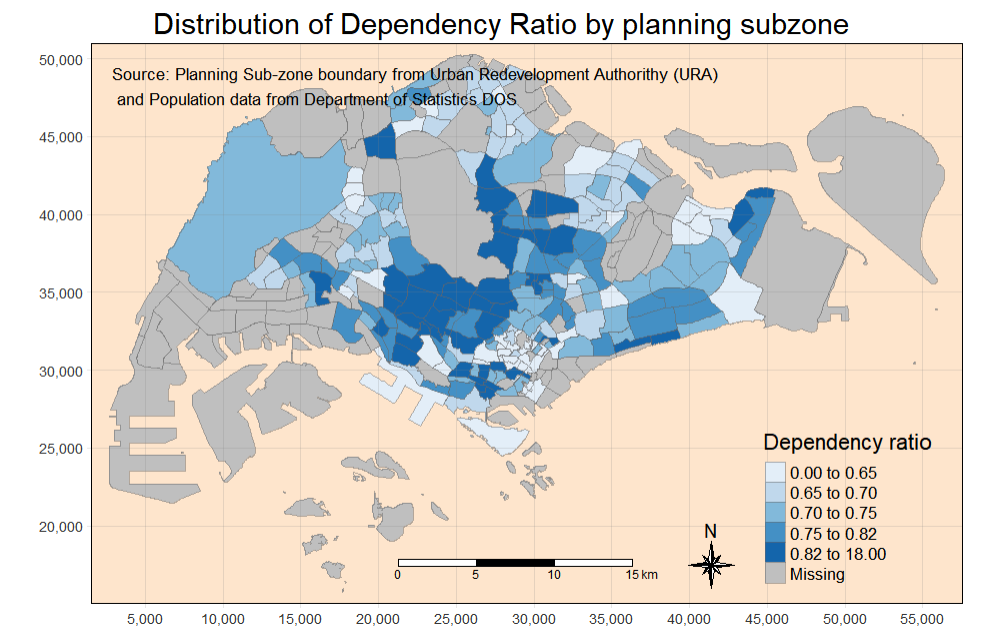 Distribution of Dependency Ratio by planning subzone
Source: Planning Sub-zone boundary from Urban Redevelopment Authorithy (URA)
and Population data from Department of Statistics DOS
50,000
45,000
40,000
35,000
30,000
25,000
20,000
Dependency ratio
0.00 to 0.65
0.65 to 0.70
0.70 to 0.75
0.75 to 0.82
0.82 to 18.00
Missing
N
0 5 10 15 km
5,000 10,000 15,000 20,000 25,000 30,000 35,000 40,000 45,000 50,000 55,000